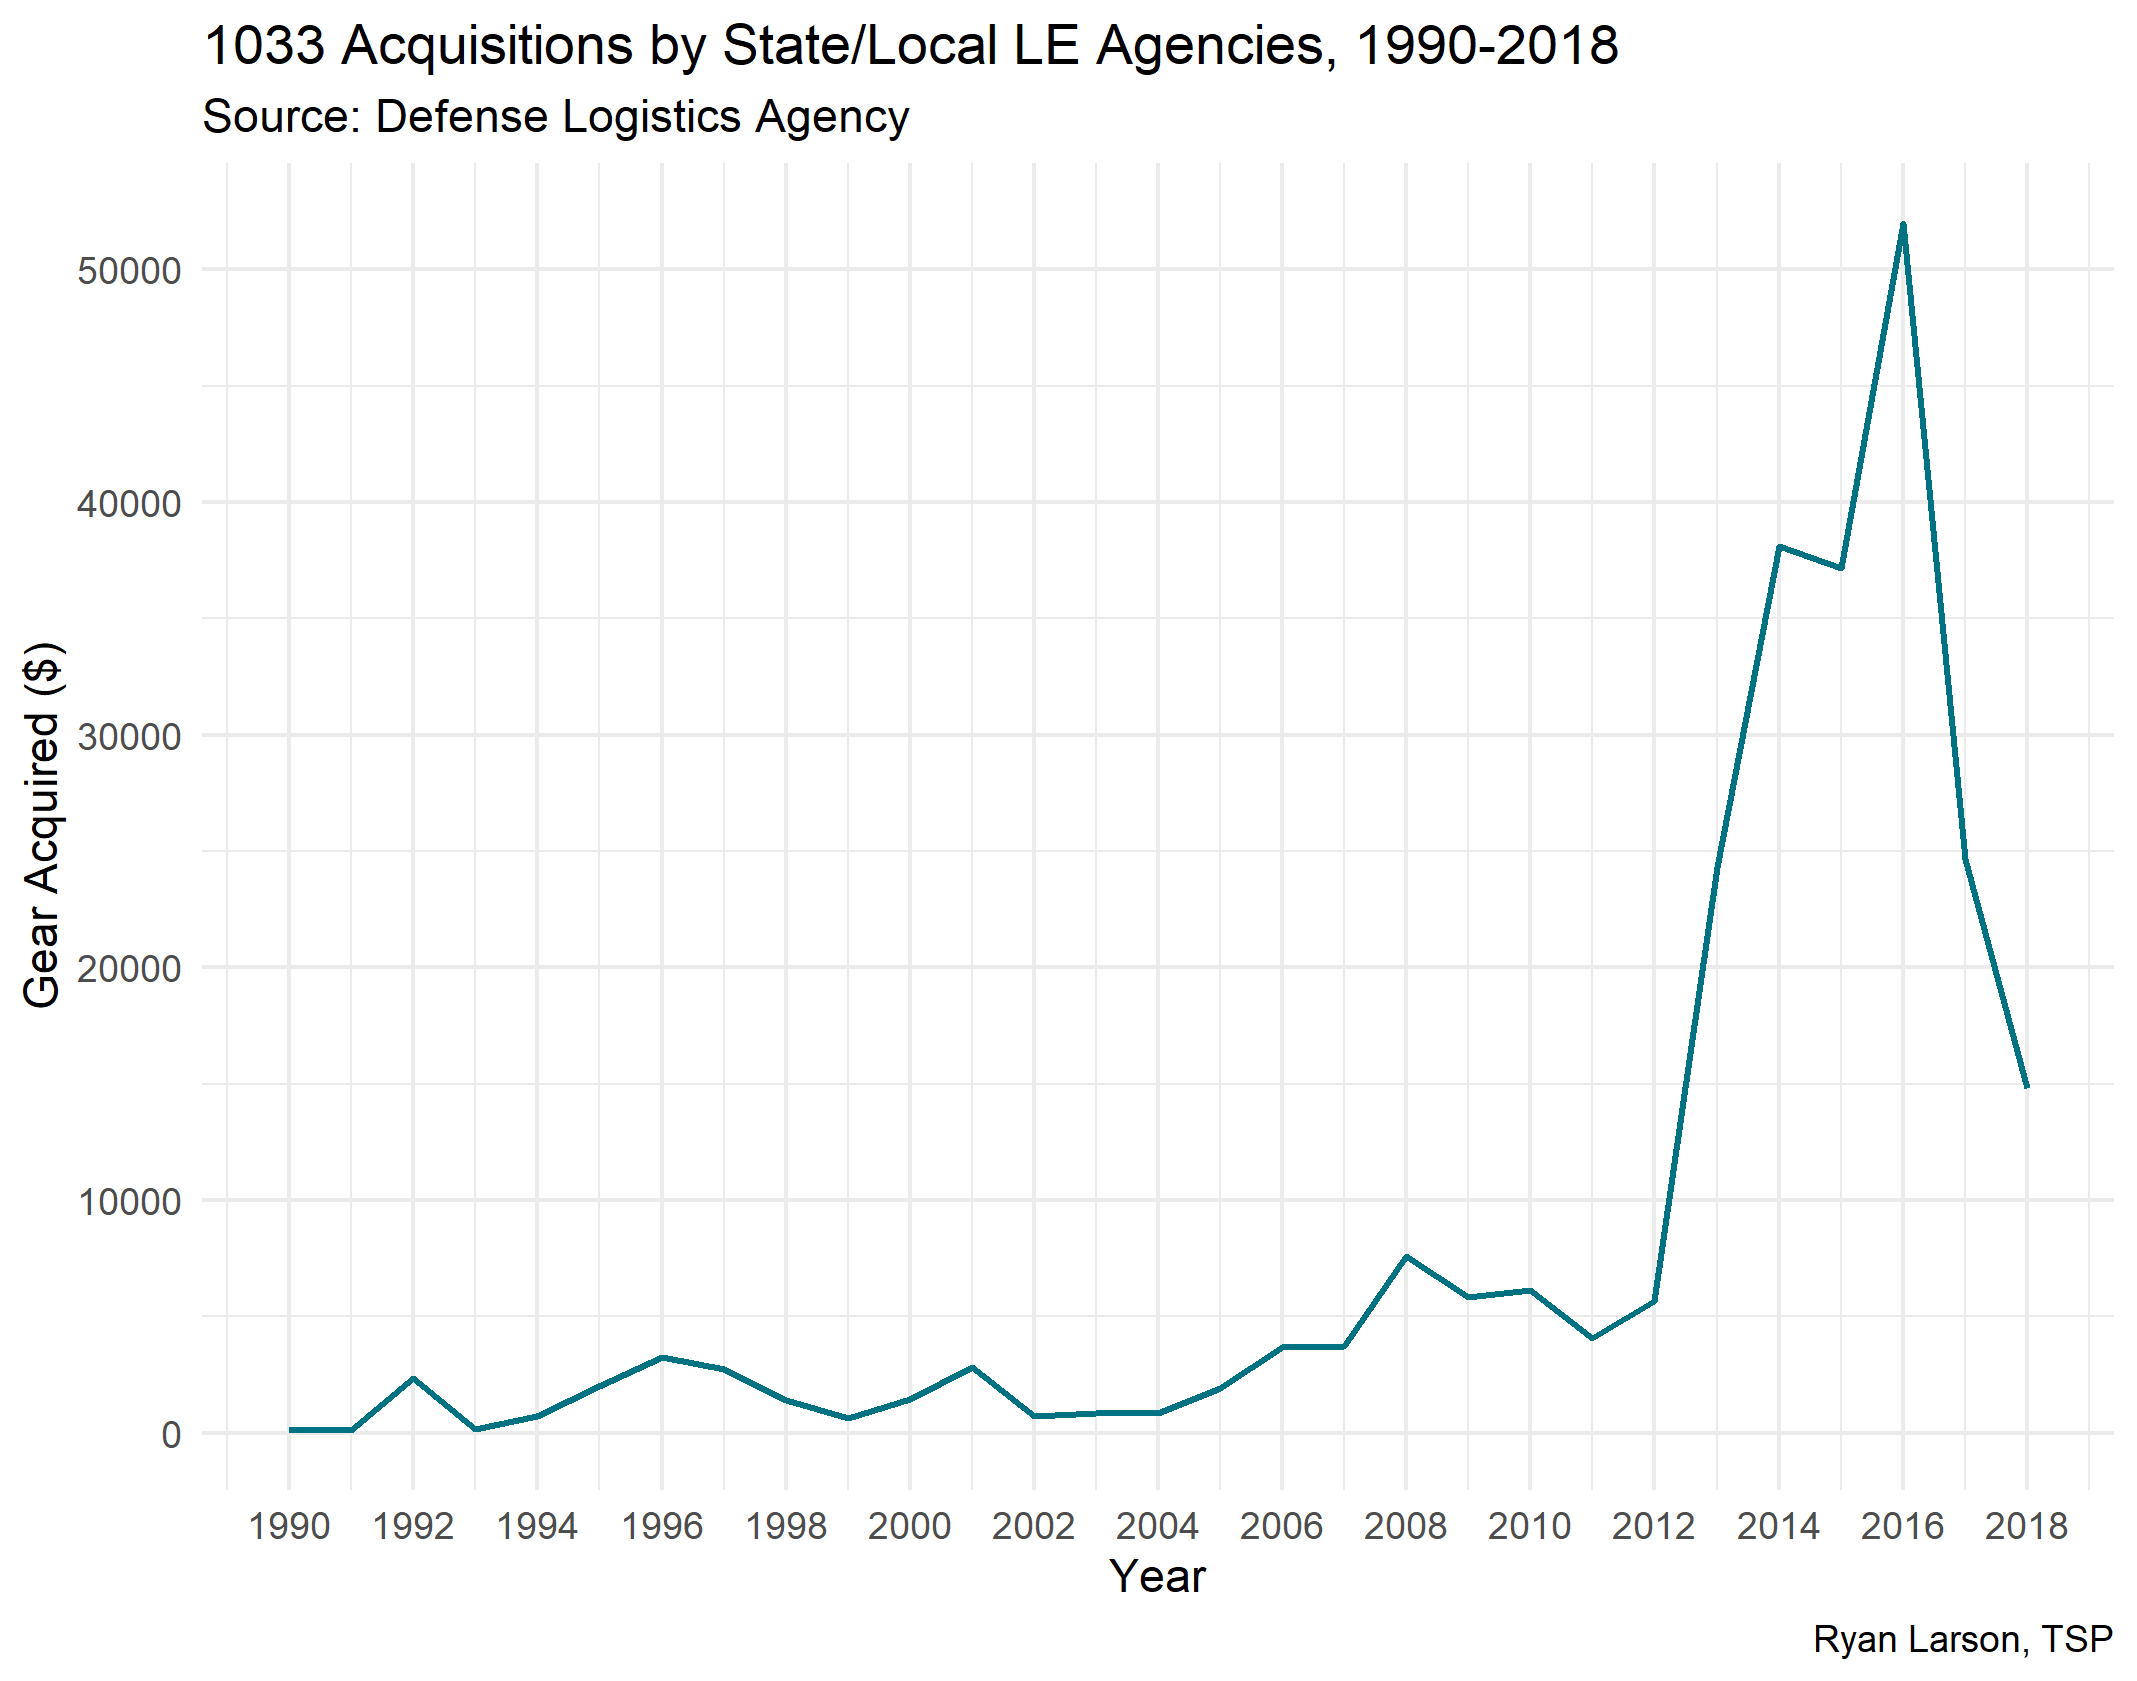 1033 Acquisitions by State/Local LE Agencies, 1990-2018
Source: Defense Logistics Agency
Gear Acquired ($)
50000
40000
30000
20000
10000
0
1990 1992 1994 1996 1998 2000 2002 2004 2006 2008 2010 2012 2014 2016 2018
Year
Ryan Larson, TSP